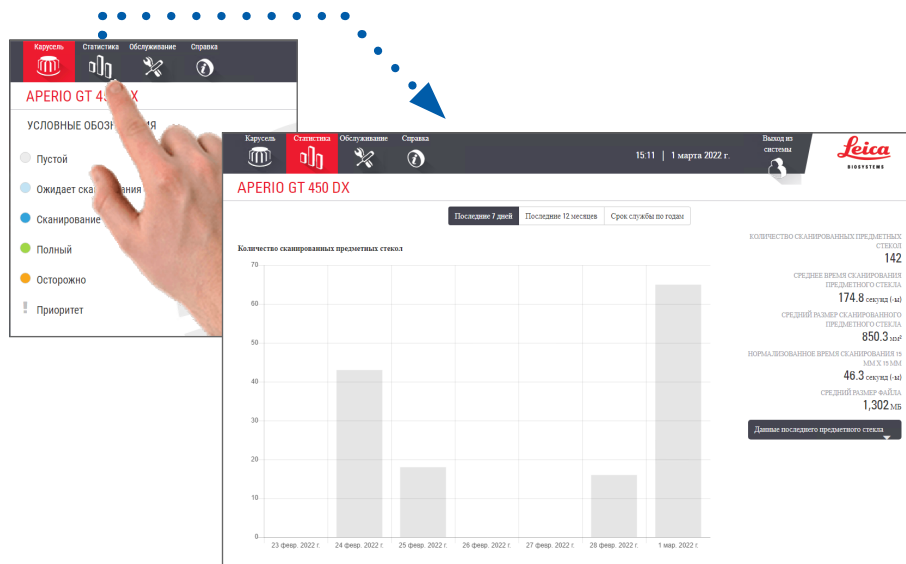 Карусель
Статистика
Обслуживание
Справка
APERIO GT 45 X
УСЛОВНЫЕ ОБОЗН ИЯ
Пустой
Ожидает ска ания
Сканирование
Полный
Осторожно
Приоритет
Карусель
Статистика
Обслуживание
Справка
15:11 | 1 марта 2022 г.
Выход из
системы
Leica
BIOSYSTEMS
APERIO GT 450 DX
Последние 7 дней
Последние 12 месяцев
Срок службы по годам
Количество сканированных предметных стекол
70
60
50
40
30
20
10
0
23 февр. 2022 г.
24 февр. 2022 г.
25 февр. 2022 г.
26 февр. 2022 г.
27 февр. 2022 г.
28 февр. 2022 г.
1 мар. 2022 г.
КОЛИЧЕСТВО СКАНИРОВАННЫХ ПРЕДМЕТНЫХ
СТЕКОЛ
142
СРЕДНЕЕ ВРЕМЯ СКАНИРОВАНИЯ
ПРЕДМЕТНОГО СТЕКЛА
174.8 секунд (-ы)
СРЕДНИЙ РАЗМЕР СКАНИРОВАННОГО
ПРЕДМЕТНОГО СТЕКЛА
850.3 мм²
НОРМАЛИЗОВАННОЕ ВРЕМЯ СКАНИРОВАНИЯ 15
ММ X 15 ММ
46.3 секунд (-ы)
СРЕДНИЙ РАЗМЕР ФАЙЛА
1,302 МБ
Данные последнего предметного стекла